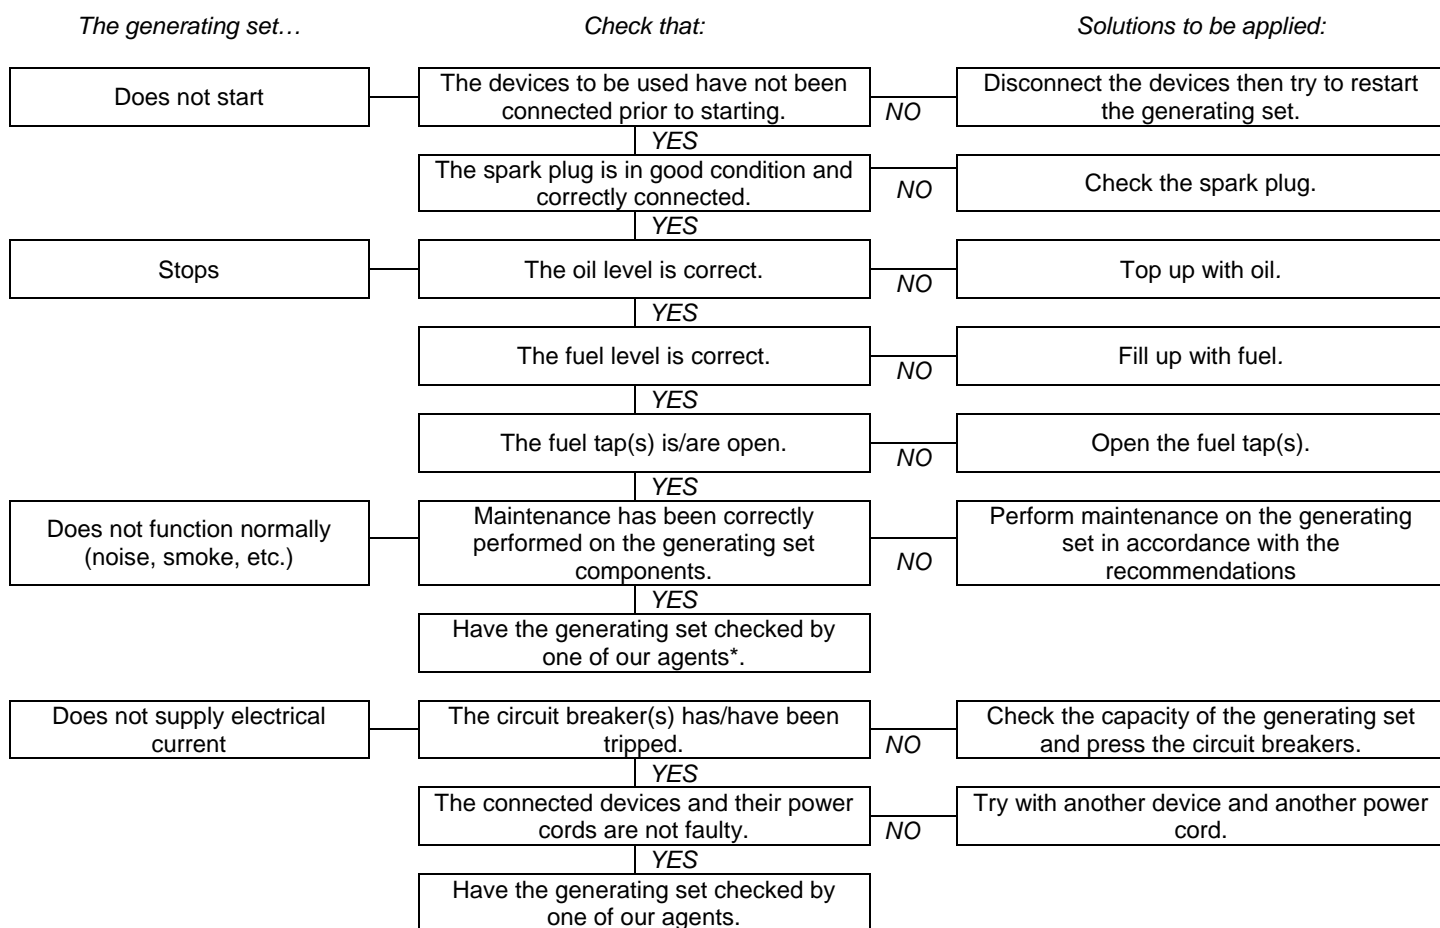 The generating set…
Check that:
Solutions to be applied:
Does not start
The devices to be used have not been
connected prior to starting.
NO
Disconnect the devices then try to restart
the generating set.
YES
The spark plug is in good condition and
correctly connected.
NO
Check the spark plug.
YES
Stops
The oil level is correct.
NO
Top up with oil.
YES
The fuel level is correct.
NO
Fill up with fuel.
YES
The fuel tap(s) is/are open.
NO
Open the fuel tap(s).
YES
Does not function normally
(noise, smoke, etc.)
Maintenance has been correctly
performed on the generating set
components.
NO
Perform maintenance on the generating
set in accordance with the
recommendations
YES
Have the generating set checked by
one of our agents*.
Does not supply electrical
current
The circuit breaker(s) has/have been
tripped.
NO
Check the capacity of the generating set
and press the circuit breakers.
YES
The connected devices and their power
cords are not faulty.
NO
Try with another device and another power
cord.
YES
Have the generating set checked by
one of our agents.